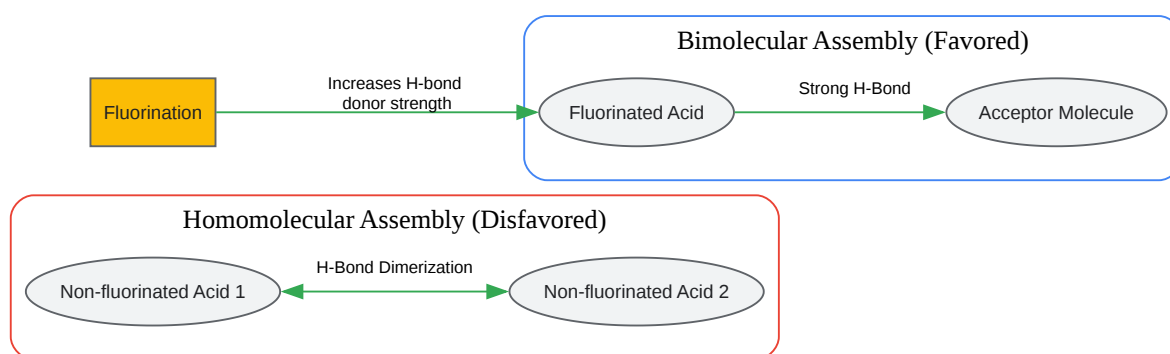 Bimolecular Assembly (Favored)
Fluorination
Increases H-bond
donor strength
Fluorinated Acid
Strong H-Bond
Acceptor Molecule
Homomolecular Assembly (Disfavored)
Non-fluorinated Acid 1
H-Bond Dimerization
Non-fluorinated Acid 2